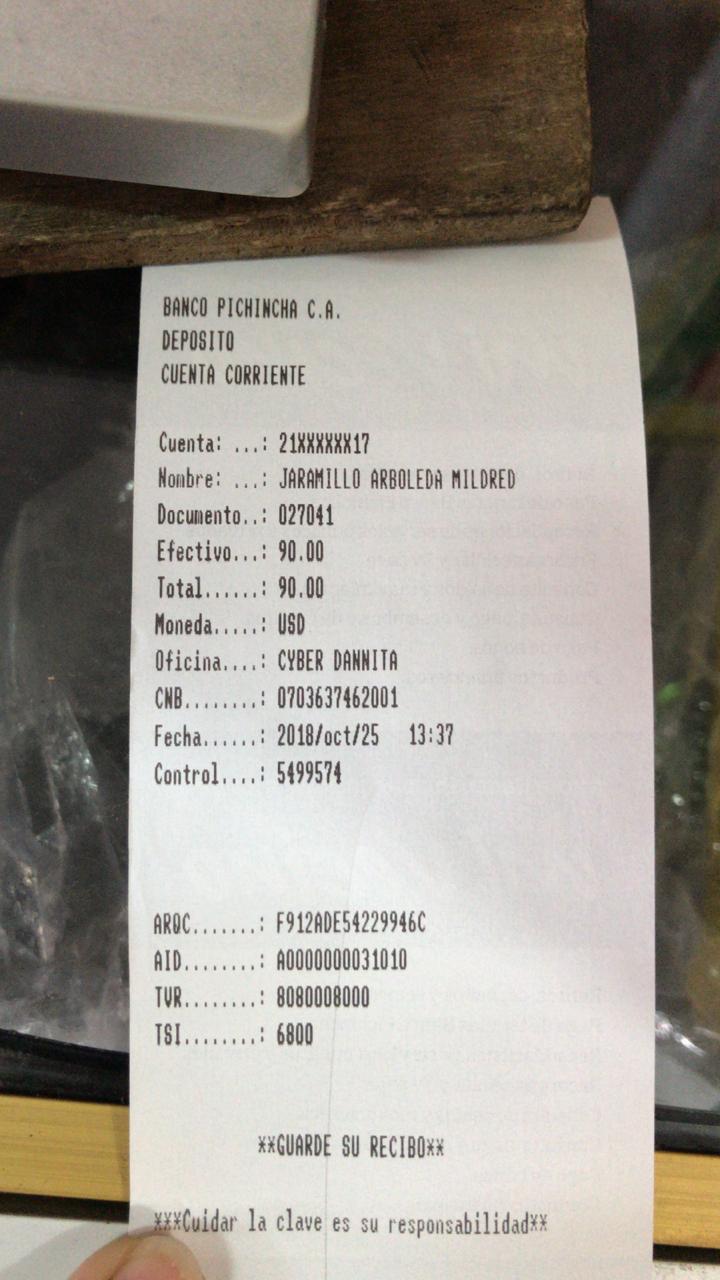 BANCO PICHINCHA C.A.
DEPOSITO
CUENTA CORRIENTE
Cuenta: ...: 21XXXXXX17
Nombre: ...: JARAMILLO ARBOLEDA MILDRED
Documento..: 027041
Efectivo...: 90.00
Total......: 90.00
Moneda.....: USD
Oficina....: CYBER DANNITA
CNB........: 0703637462001
Fecha......: 2018/oct/25 13:37
Control....: 5499574
ARQC.......: F912ADE54229946C
AID........: A0000000031010
TVR........: 8080008000
TSI........: 6800
**GUARDE SU RECIBO**
***Cuidar la clave es su responsabilidad**